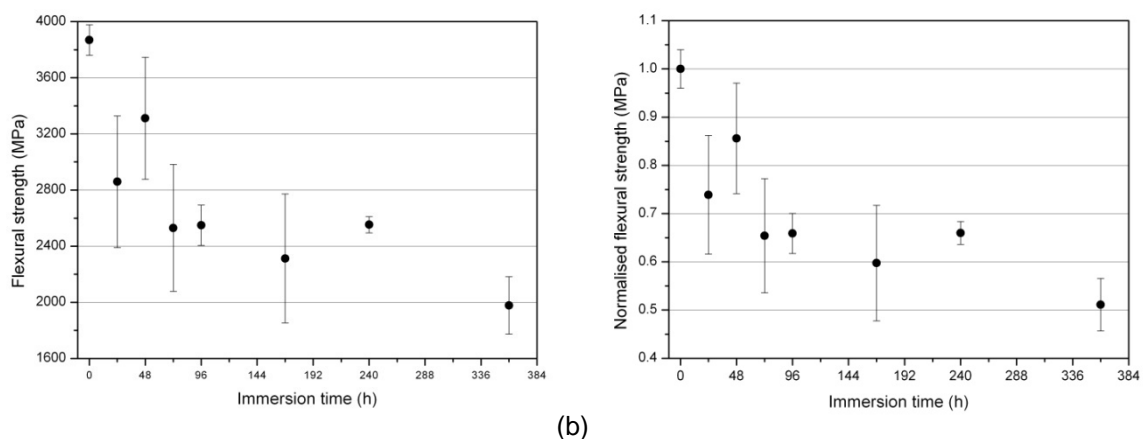 4000
3600
3200
2800
2400
2000
1600
Flexural strength (MPa)
0 48 96 144 192 240 288 336 384
Immersion time (h)
1.1
1.0
0.9
0.8
0.7
0.6
0.5
0.4
Normalised flexural strength (MPa)
0 48 96 144 192 240 288 336 384
Immersion time (h)
(b)